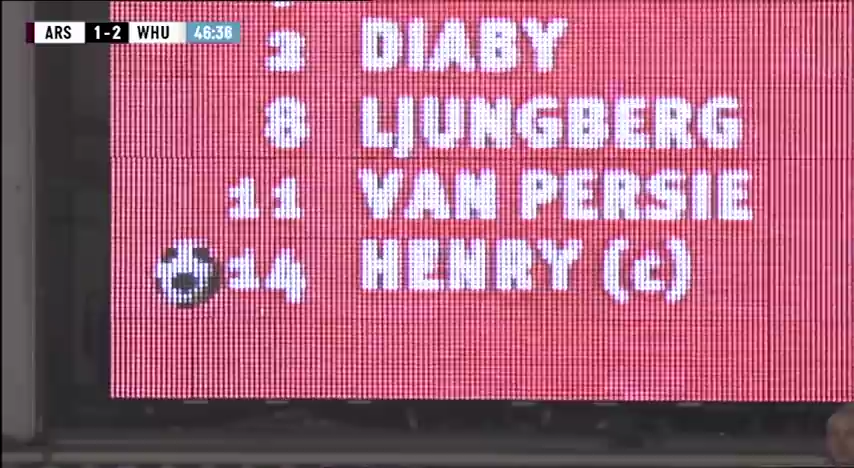 ARS 1-2 WHU 46:36
DIABY
8 LJUNGBERG
11 VAN PERSIE
14 HENRY (c)